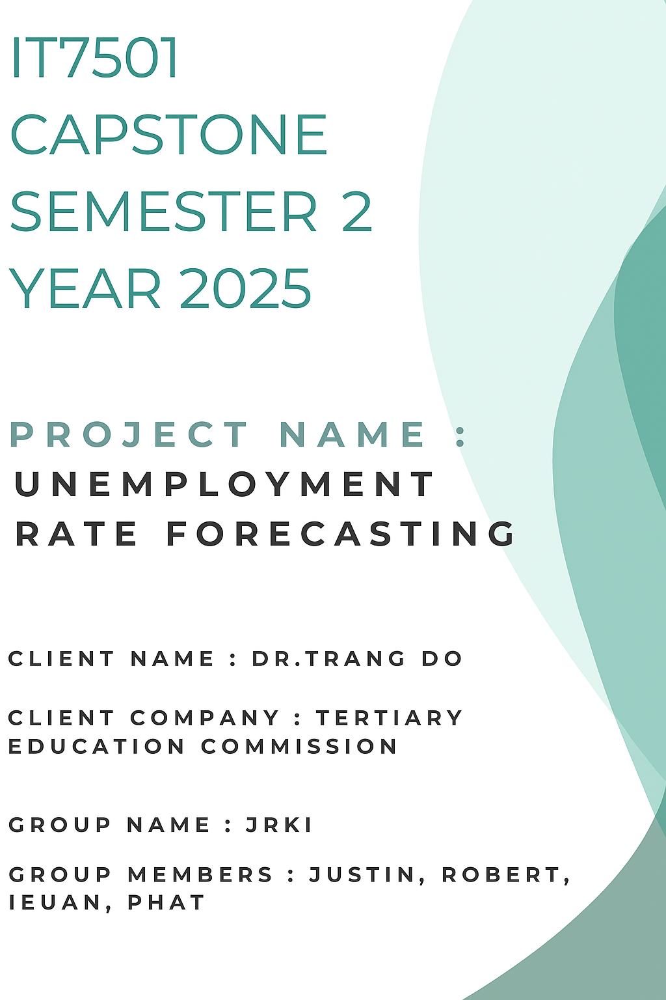 IT7501
CAPSTONE
SEMESTER 2
YEAR 2025
PROJECT NAME :
UNEMPLOYMENT
RATE FORECASTING
CLIENT NAME : DR.TRANG DO
CLIENT COMPANY : TERTIARY
EDUCATION COMMISSION
GROUP NAME : JRKI
GROUP MEMBERS : JUSTIN, ROBERT,
IEUAN, PHAT